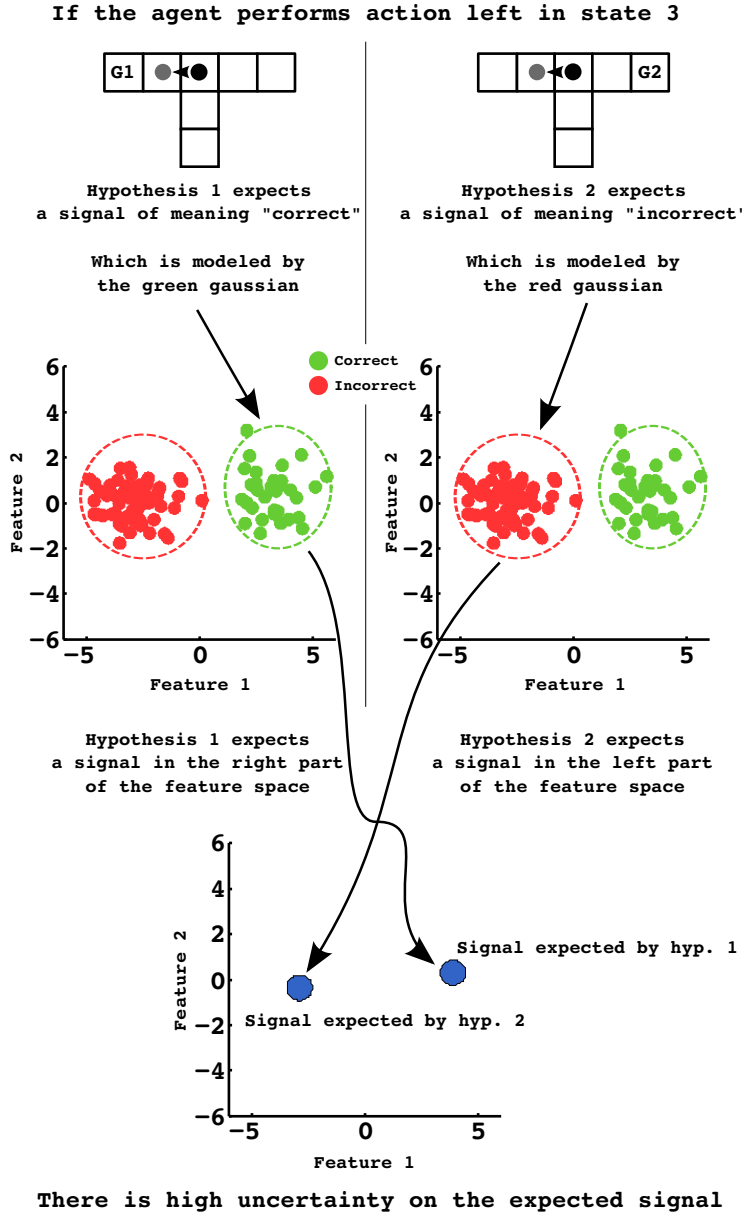 If the agent performs action left in state 3
G1
G2
Hypothesis 1 expects
a signal of meaning "correct"
Hypothesis 2 expects
a signal of meaning "incorrect"
Which is modeled by
the green gaussian
Which is modeled by
the red gaussian
Correct
Incorrect
6
4
2
0
−2
−4
−6
−5
0
5
Feature 2
Feature 1
6
4
2
0
−2
−4
−6
−5
0
5
Feature 2
Feature 1
Hypothesis 1 expects
a signal in the right part
of the feature space
Hypothesis 2 expects
a signal in the left part
of the feature space
6
4
2
0
−2
−4
−6
−5
0
5
Feature 2
Feature 1
Signal expected by hyp. 1
Signal expected by hyp. 2
There is high uncertainty on the expected signal